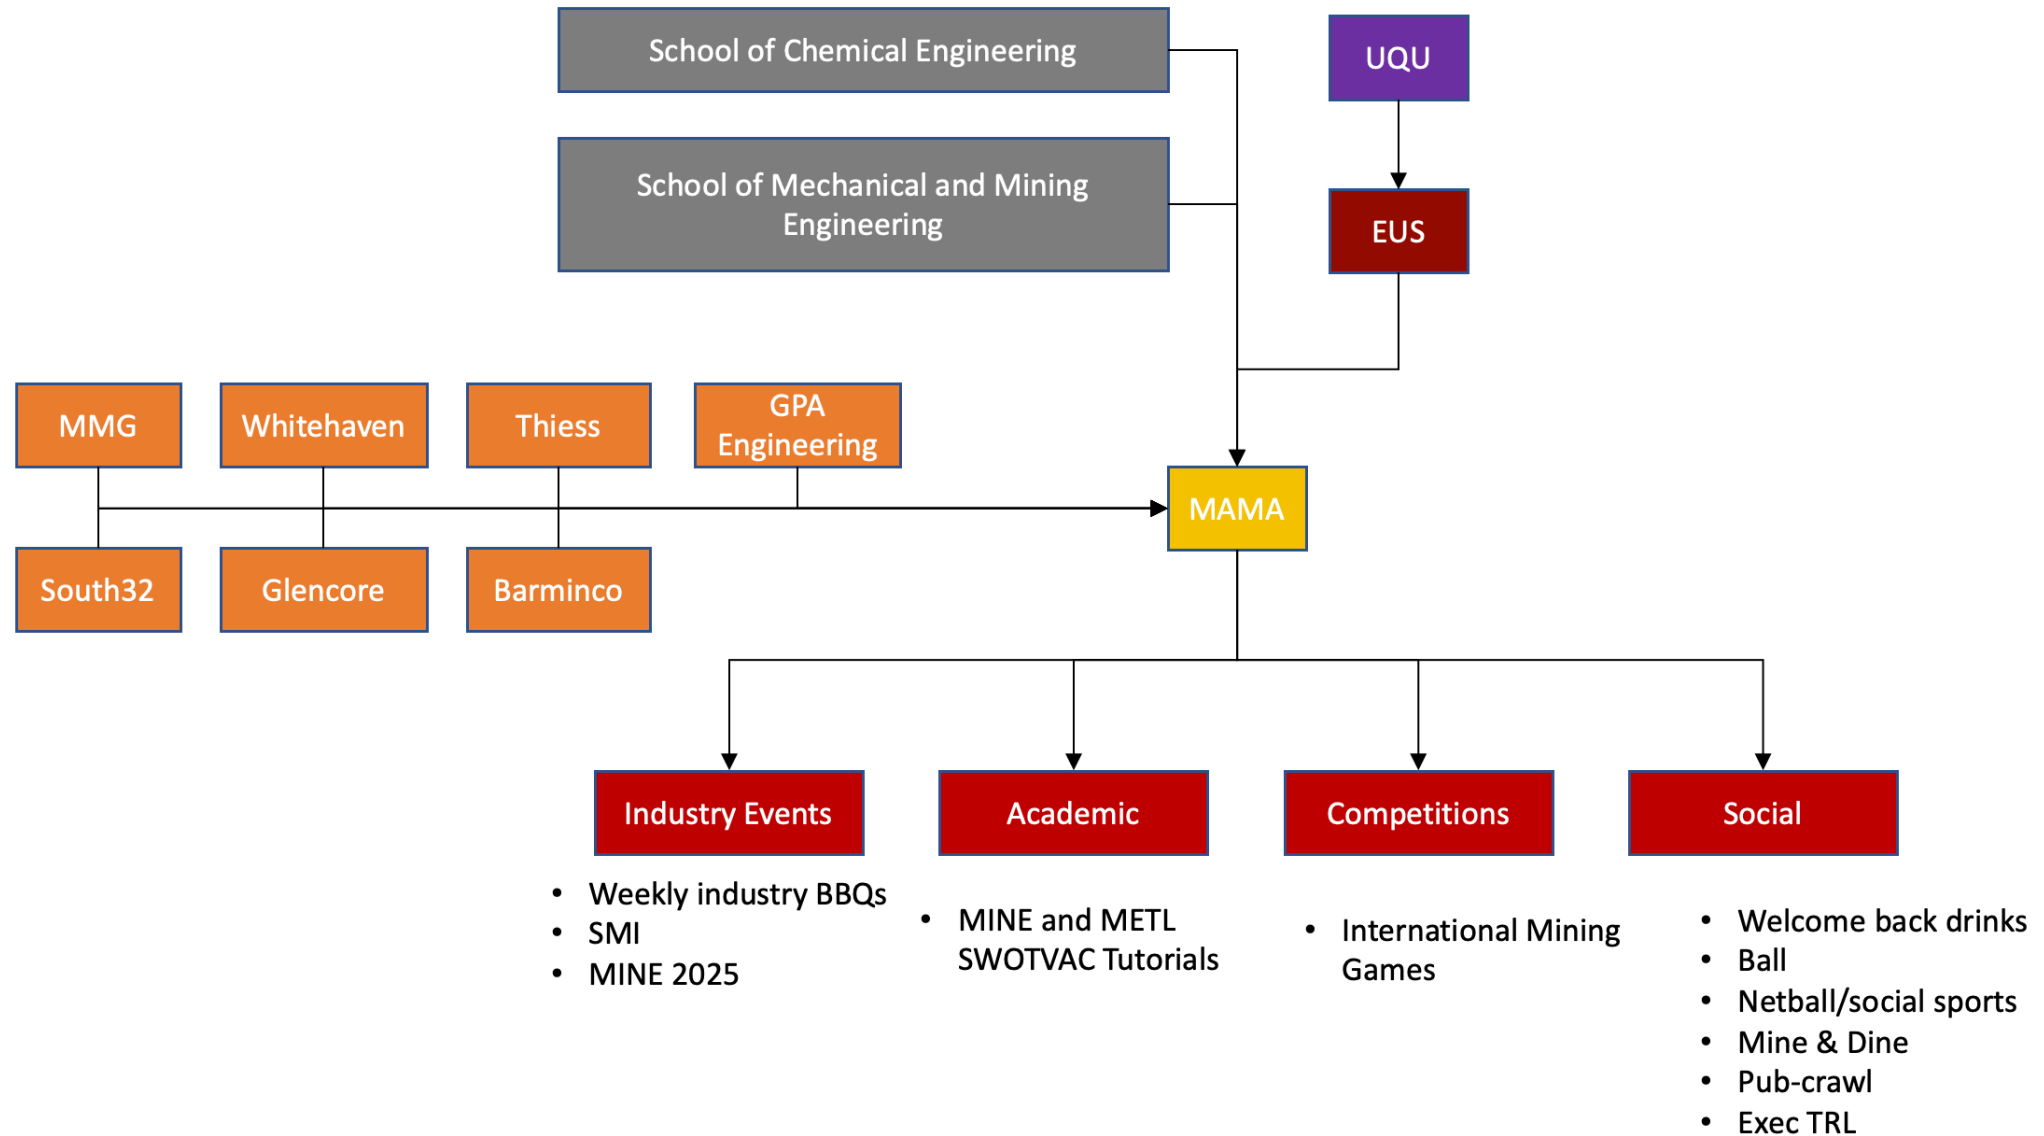 School of Chemical Engineering
UQU
School of Mechanical and Mining
Engineering
EUS
MMG
Whitehaven
Thiess
GPA
Engineering
MAMA
South32
Glencore
Barminco
Industry Events
Academic
Competitions
Social
• Weekly industry BBQs
• SMI
• MINE 2025
• MINE and METL
SWOTVAC Tutorials
• International Mining
Games
• Welcome back drinks
• Ball
• Netball/social sports
• Mine & Dine
• Pub-crawl
• Exec TRL